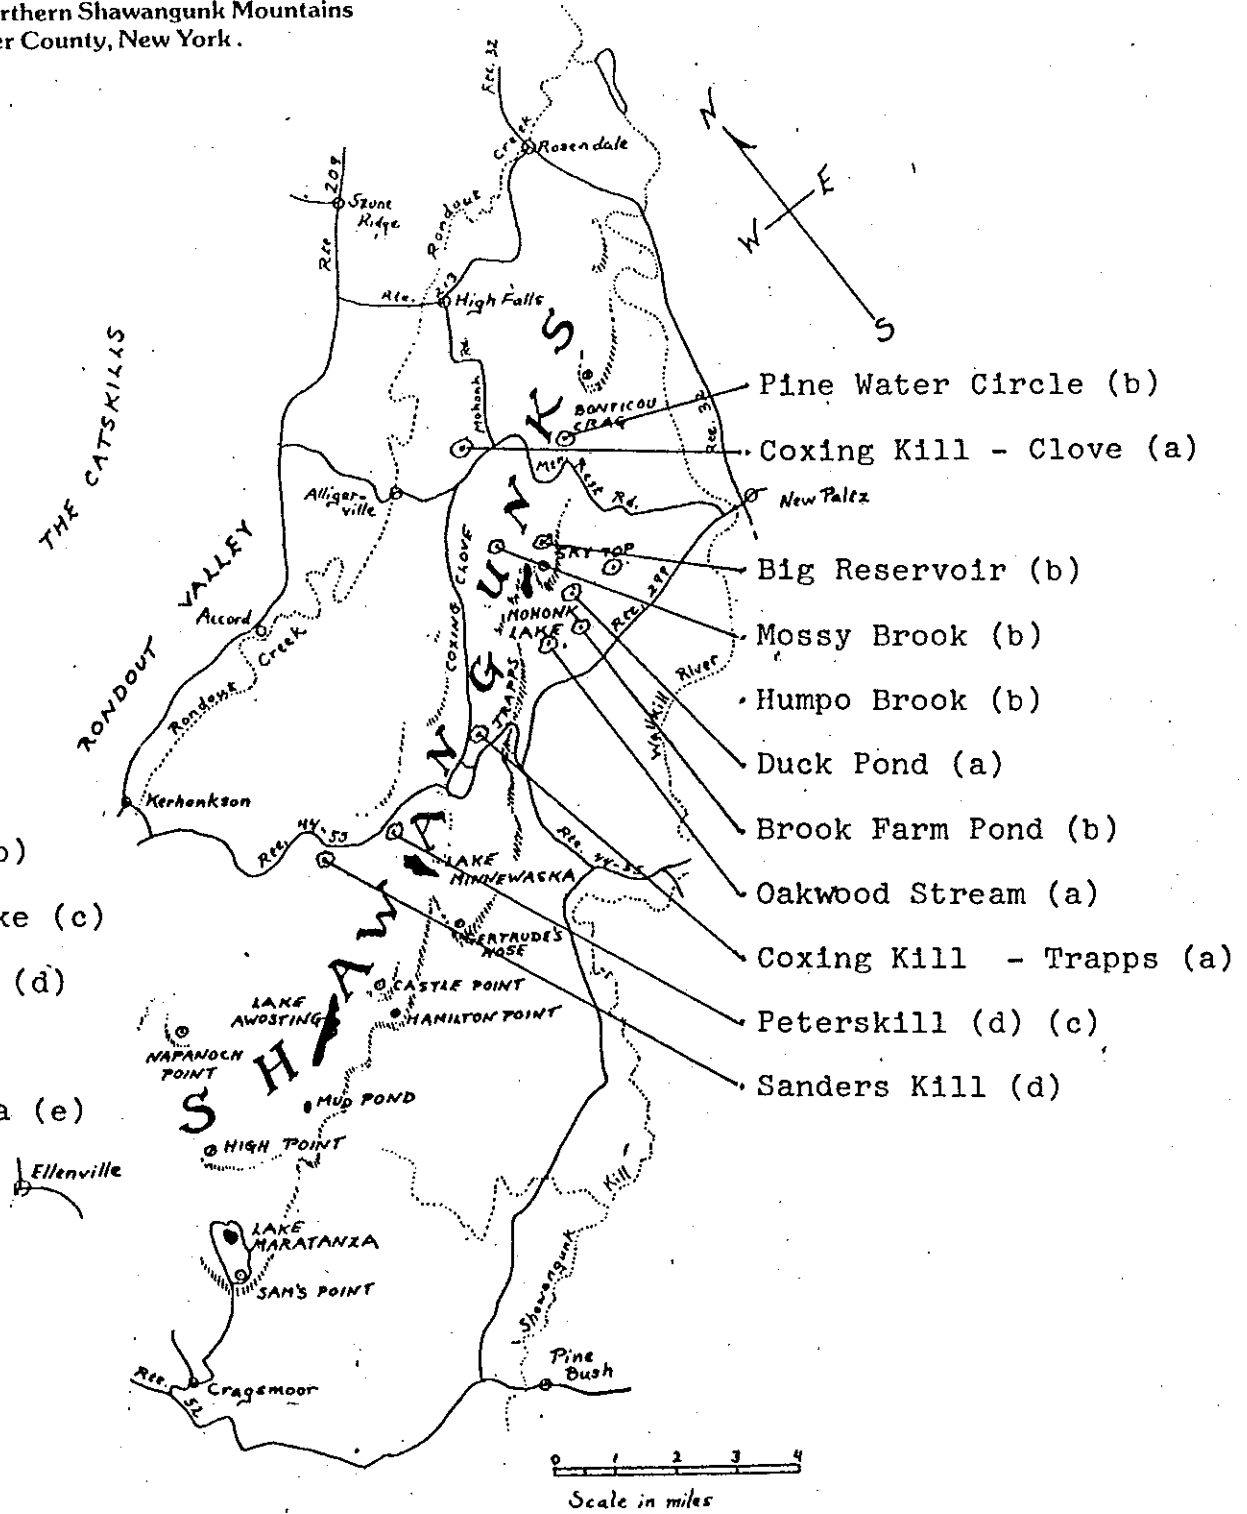 rthern Shawangunk Mountains
er County, New York.
Rte. 32
N
E
W
S
Rosendale
Creek
Rondout
209
Rte
Stone
Ridge
Rte. 213
High Falls
THE CATSKILLS
Mohonk
Rd.
BONTICOU
CRAG
Pine Water Circle (b)
Coxing Kill - Clove (a)
Rte. 32
Mtn. Rest Rd.
New Paltz
Alliger-
ville
SKY TOP
Big Reservoir (b)
COXING CLOVE
MOHONK
LAKE
Rte. 299
Mossy Brook (b)
RONDOUT VALLEY
Accord
Rondout Creek
TRAPPS
Wallkill River
Humpo Brook (b)
Duck Pond (a)
Kerhonkson
Brook Farm Pond (b)
Rte. 44-55
Rte. 44-55
LAKE
MINNEWASKA
b)
Oakwood Stream (a)
ke (c)
GERTRUDE'S
NOSE
Coxing Kill - Trapps (a)
(d)
CASTLE POINT
LAKE
AWOSTING
HAMILTON POINT
Peterskill (d) (c)
NAPANOCH
POINT
Sanders Kill (d)
MUD POND
SHAWANGUNKS
a (e)
HIGH POINT
Ellenville
Shawangunk Kill
LAKE
MARATANZA
SAM'S POINT
Pine
Bush
Rte. 52
Cragsmoor
0 1 2 3 4
Scale in miles